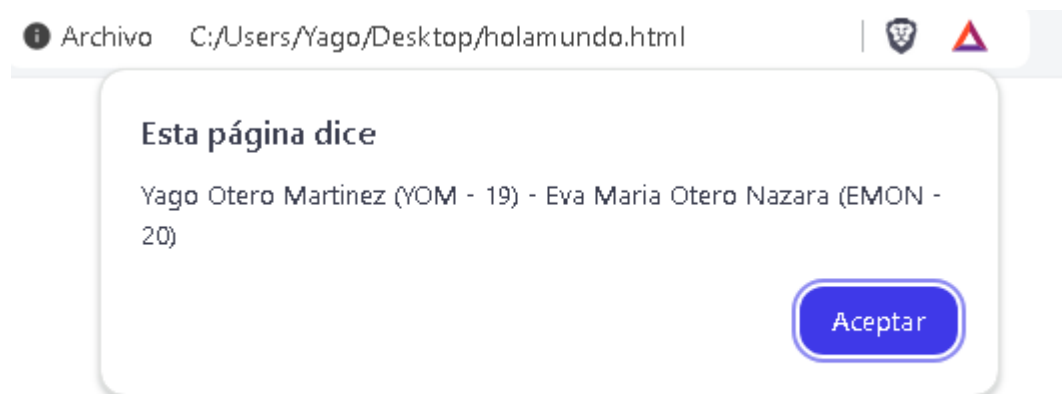 Archivo C:/Users/Yago/Desktop/holamundo.html
Esta página dice
Yago Otero Martinez (YOM - 19) - Eva Maria Otero Nazara (EMON -
20)
Aceptar